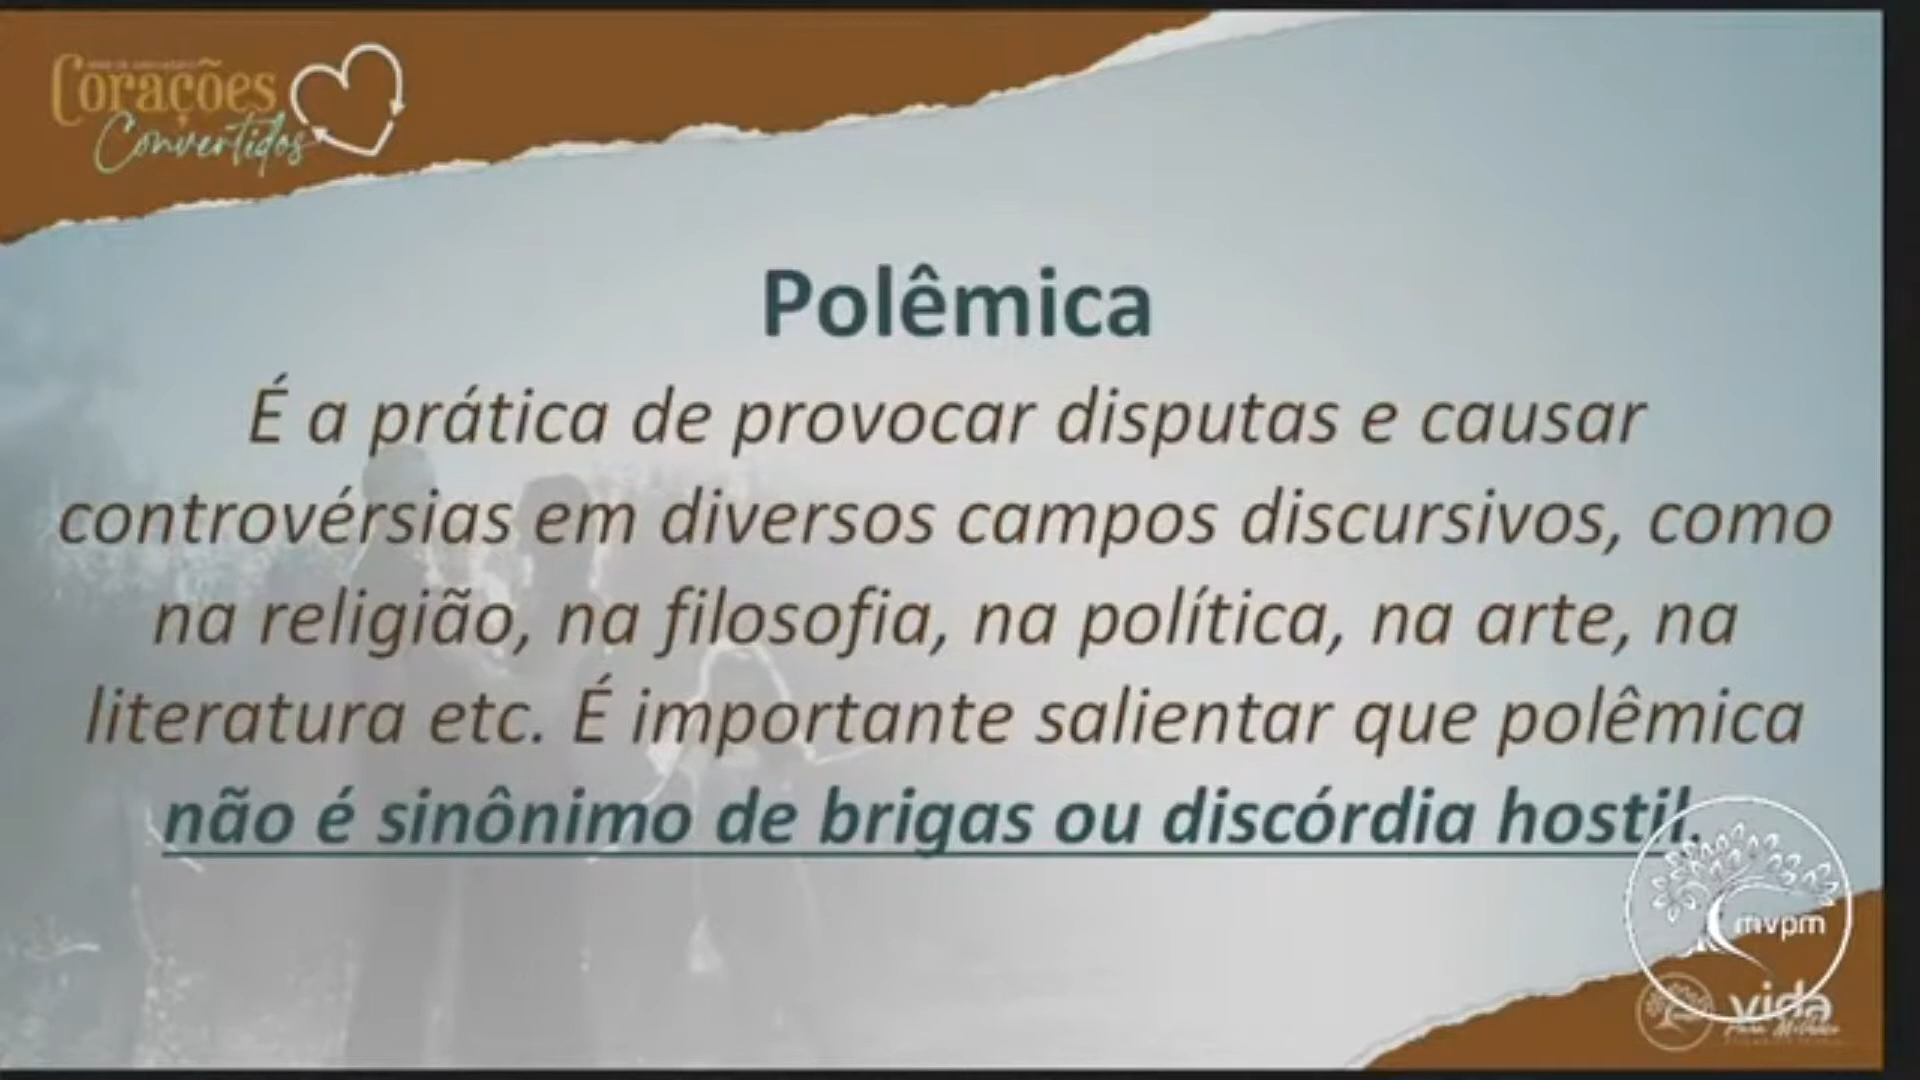 Corações
Convertidos
Polêmica
É a prática de provocar disputas e causar
controvérsias em diversos campos discursivos, como
na religião, na filosofia, na política, na arte, na
literatura etc. É importante salientar que polêmica
não é sinônimo de brigas ou discórdia hostil.
mvpm
vida